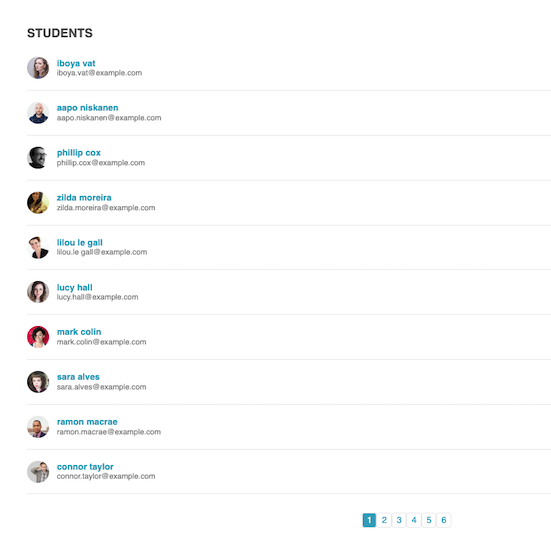 STUDENTS
iboya vat
iboya.vat@example.com
aapo niskanen
aapo.niskanen@example.com
phillip cox
phillip.cox@example.com
zilda moreira
zilda.moreira@example.com
lilou le gall
lilou.le gall@example.com
lucy hall
lucy.hall@example.com
mark colin
mark.colin@example.com
sara alves
sara.alves@example.com
ramon macrae
ramon.macrae@example.com
connor taylor
connor.taylor@example.com
1 2 3 4 5 6